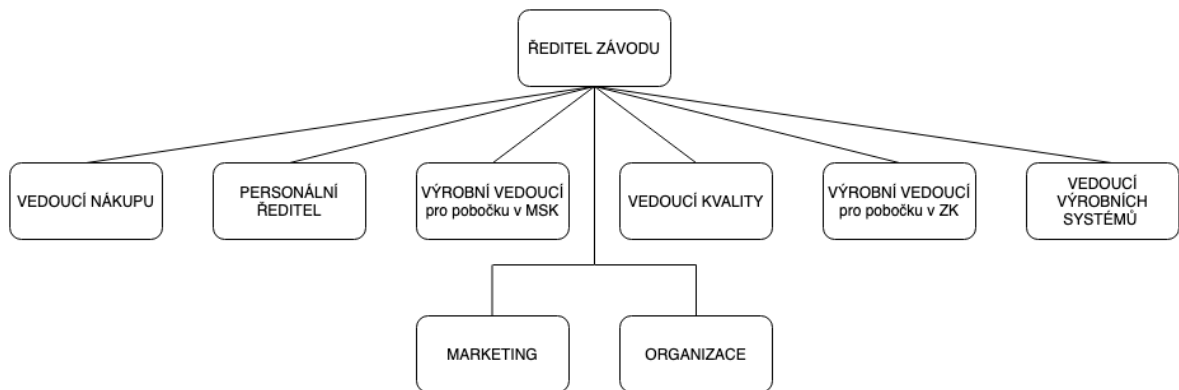 ŘEDITEL ZÁVODU
VEDOUCÍ NÁKUPU
PERSONÁLNÍ
ŘEDITEL
VÝROBNÍ VEDOUCÍ
pro pobočku v MSK
VEDOUCÍ KVALITY
VÝROBNÍ VEDOUCÍ
pro pobočku v ZK
VEDOUCÍ
VÝROBNÍCH
SYSTÉMŮ
MARKETING
ORGANIZACE